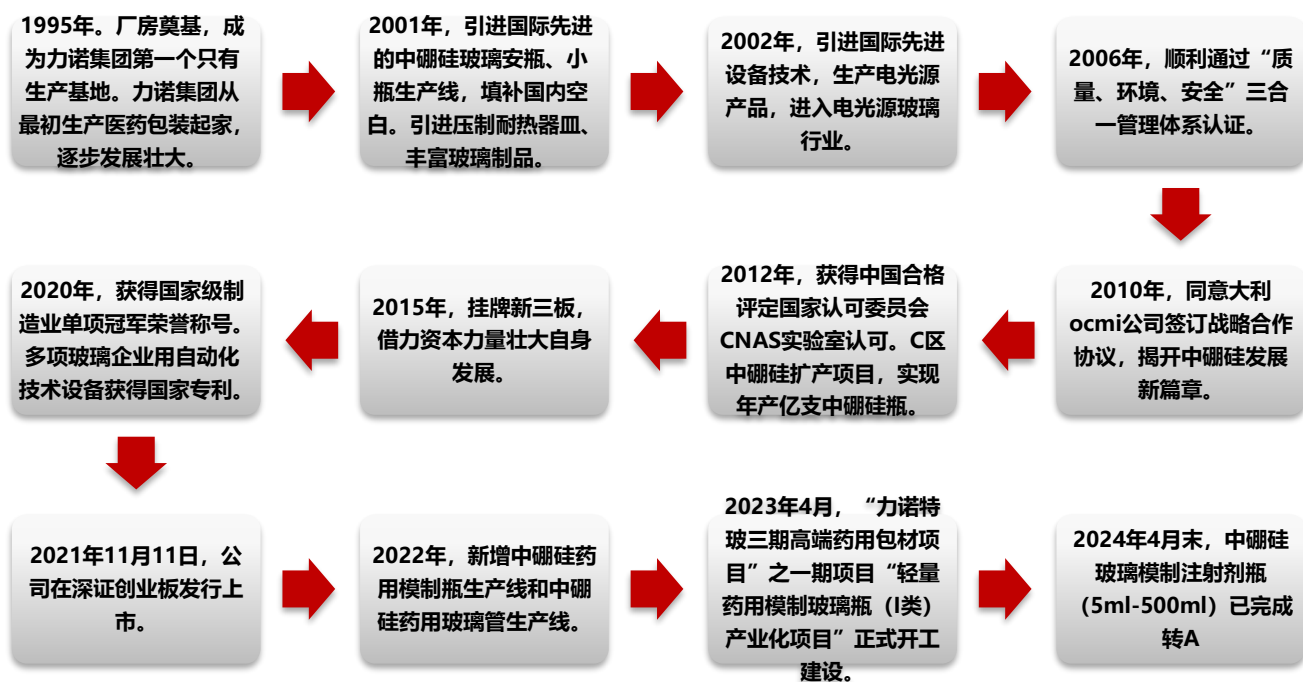 1995年。厂房奠基，成
为力诺集团第一个只有
生产基地。力诺集团从
最初生产医药包装起家，
逐步发展壮大。
2001年，引进国际先进
的中硼硅玻璃安瓶、小
瓶生产线，填补国内空
白。引进压制耐热器皿、
丰富玻璃制品。
2002年，引进国际先进
设备技术，生产电光源
产品，进入电光源玻璃
行业。
2006年，顺利通过“质
量、环境、安全”三合
一管理体系认证。
2010年，同意大利
ocmi公司签订战略合作
协议，揭开中硼硅发展
新篇章。
2012年，获得中国合格
评定国家认可委员会
CNAS实验室认可。C区
中硼硅扩产项目，实现
年产亿支中硼硅瓶。
2015年，挂牌新三板，
借力资本力量壮大自身
发展。
2020年，获得国家级制
造业单项冠军荣誉称号。
多项玻璃企业用自动化
技术设备获得国家专利。
2021年11月11日，公
司在深证创业板发行上
市。
2022年，新增中硼硅药
用模制瓶生产线和中硼
硅药用玻璃管生产线。
2023年4月，“力诺特
玻三期高端药用包材项
目”之一期项目“轻量
药用模制玻璃瓶（I类）
产业化项目”正式开工
建设。
2024年4月末，中硼硅
玻璃模制注射剂瓶
（5ml-500ml）已完成
转A